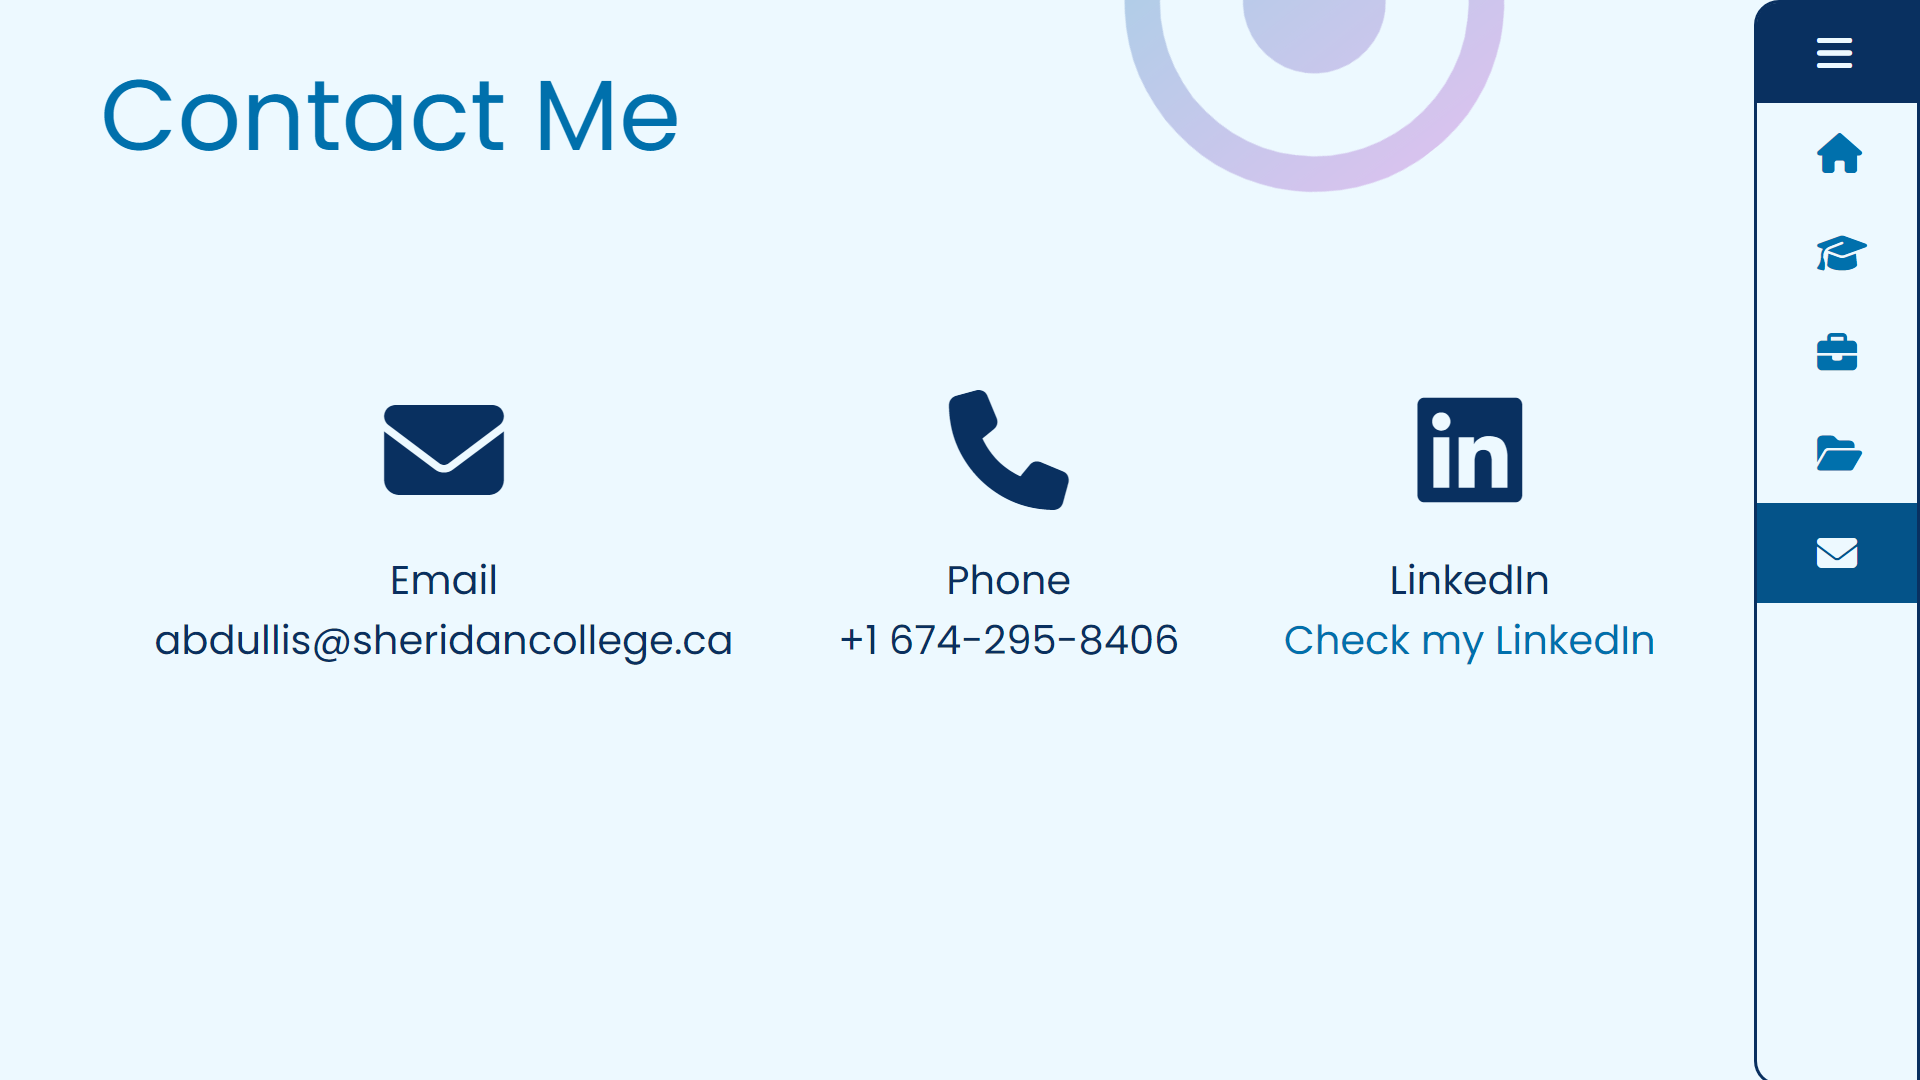 Contact Me
in
Email
abdullis@sheridancollege.ca
Phone
+1 674-295-8406
LinkedIn
Check my LinkedIn